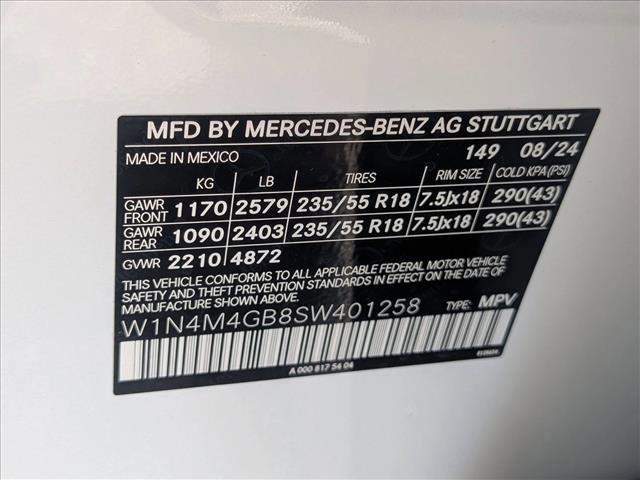 MFD BY MERCEDES-BENZ AG STUTTGART
MADE IN MEXICO 149 08/24
KG LB TIRES RIM SIZE COLD KPA(PSI)
GAWR FRONT 1170 2579 235/55 R18 7.5Jx18 290(43)
GAWR REAR 1090 2403 235/55 R18 7.5Jx18 290(43)
GVWR 2210 4872
THIS VEHICLE CONFORMS TO ALL APPLICABLE FEDERAL MOTOR VEHICLE
SAFETY AND THEFT PREVENTION STANDARDS IN EFFECT ON THE DATE
OF MANUFACTURE SHOWN ABOVE.
W1N4M4GB8SW401258 TYPE: MPV
A 000 817 54 04